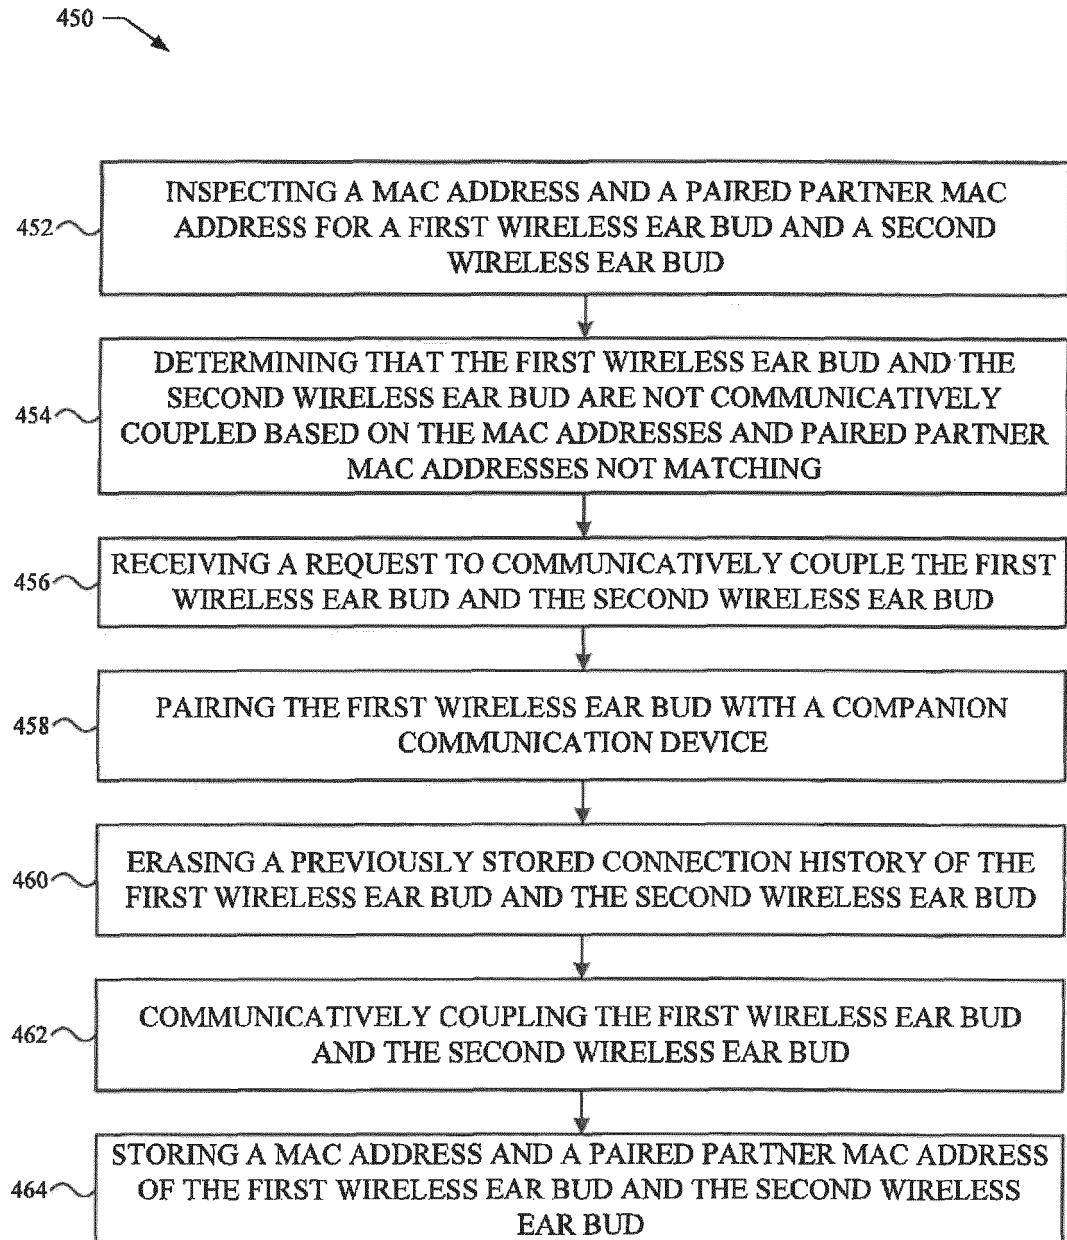 450
452
INSPECTING A MAC ADDRESS AND A PAIRED PARTNER MAC
ADDRESS FOR A FIRST WIRELESS EAR BUD AND A SECOND
WIRELESS EAR BUD
454
DETERMINING THAT THE FIRST WIRELESS EAR BUD AND THE
SECOND WIRELESS EAR BUD ARE NOT COMMUNICATIVELY
COUPLED BASED ON THE MAC ADDRESSES AND PAIRED PARTNER
MAC ADDRESSES NOT MATCHING
456
RECEIVING A REQUEST TO COMMUNICATIVELY COUPLE THE FIRST
WIRELESS EAR BUD AND THE SECOND WIRELESS EAR BUD
458
PAIRING THE FIRST WIRELESS EAR BUD WITH A COMPANION
COMMUNICATION DEVICE
460
ERASING A PREVIOUSLY STORED CONNECTION HISTORY OF THE
FIRST WIRELESS EAR BUD AND THE SECOND WIRELESS EAR BUD
462
COMMUNICATIVELY COUPLING THE FIRST WIRELESS EAR BUD
AND THE SECOND WIRELESS EAR BUD
464
STORING A MAC ADDRESS AND A PAIRED PARTNER MAC ADDRESS
OF THE FIRST WIRELESS EAR BUD AND THE SECOND WIRELESS
EAR BUD